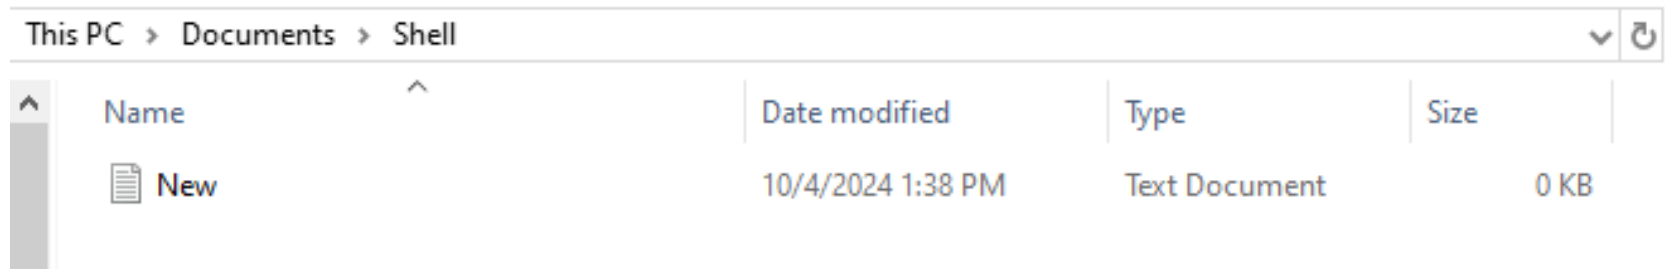 This PC > Documents > Shell
Name Date modified Type Size
New 10/4/2024 1:38 PM Text Document 0 KB